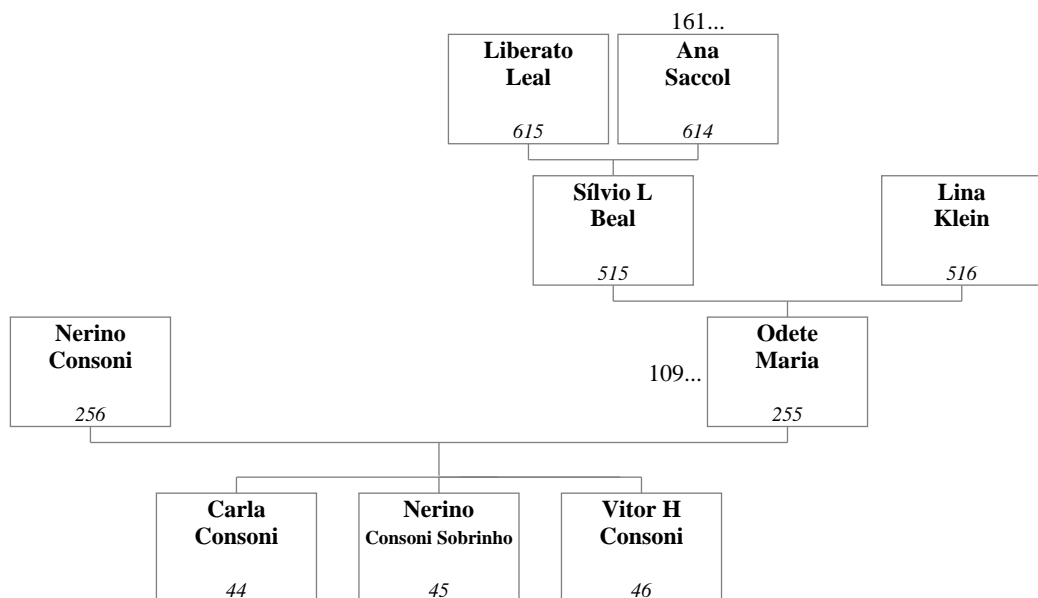 161...
Liberato
Leal
615
Ana
Saccol
614
Sílvio L
Beal
515
Lina
Klein
516
Nerino
Consoni
256
109...
Odete
Maria
255
Carla
Consoni
44
Nerino
Consoni Sobrinho
45
Vitor H
Consoni
46